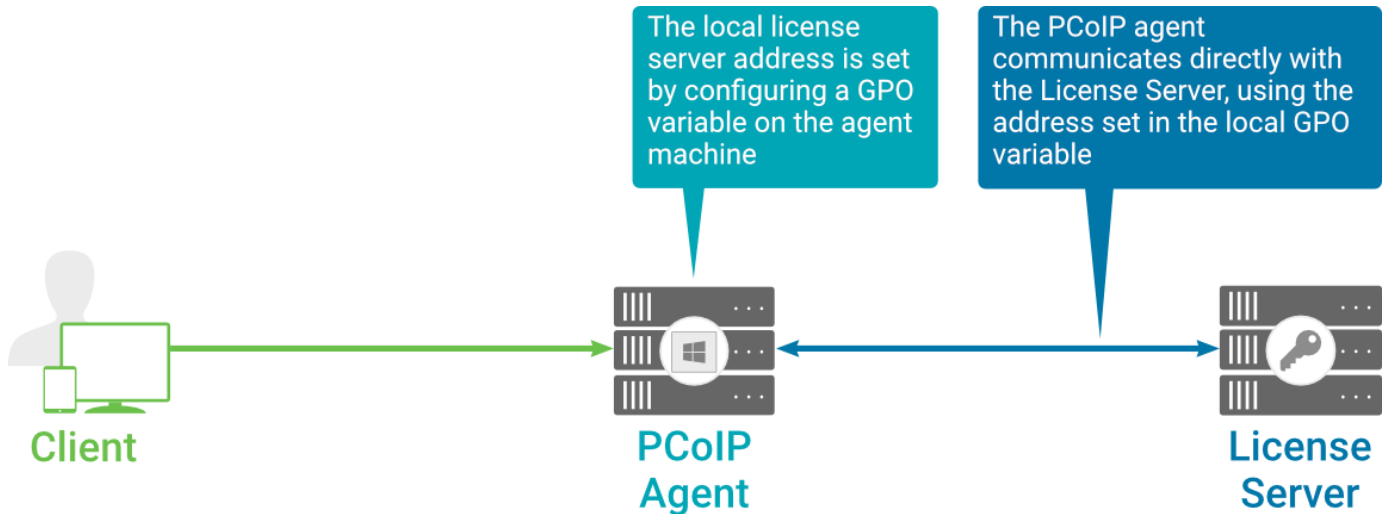 The local license
server address is set
by configuring a GPO
variable on the agent
machine
The PCoIP agent
communicates directly with
the License Server, using the
address set in the local GPO
variable
Client
PCoIP
Agent
License
Server